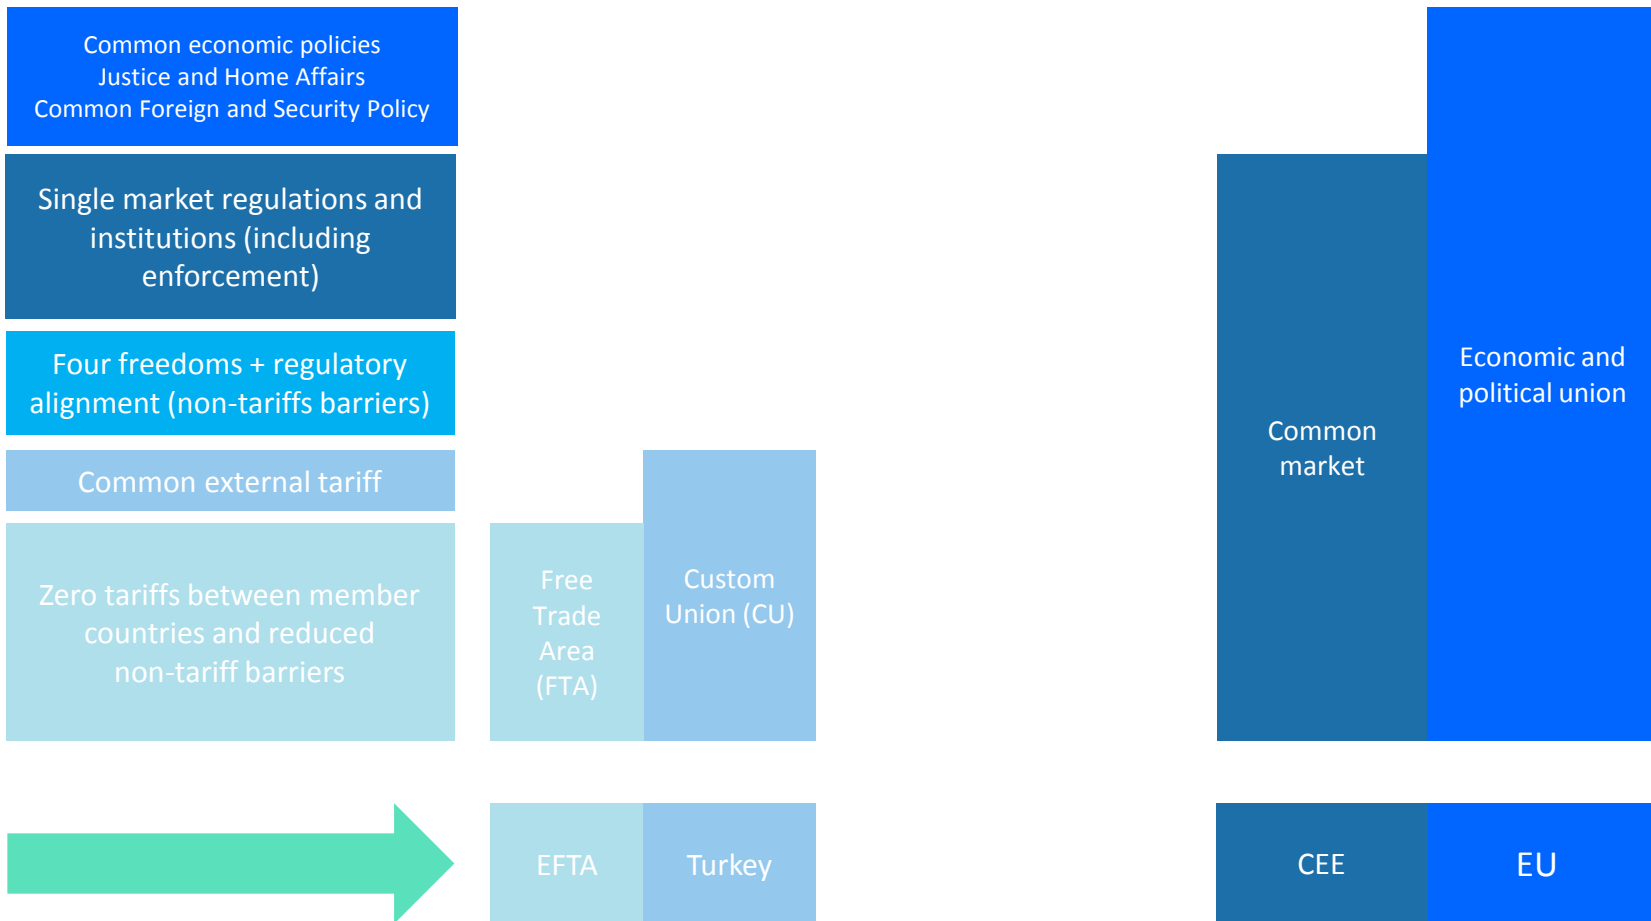 Common economic policies
Justice and Home Affairs
Common Foreign and Security Policy
Single market regulations and
institutions (including
enforcement)
Four freedoms + regulatory
alignment (non-tariffs barriers)
Common external tariff
Zero tariffs between member
countries and reduced
non-tariff barriers
Free
Trade
Area
(FTA)
Custom
Union (CU)
Common
market
Economic and
political union
EFTA
Turkey
CEE
EU